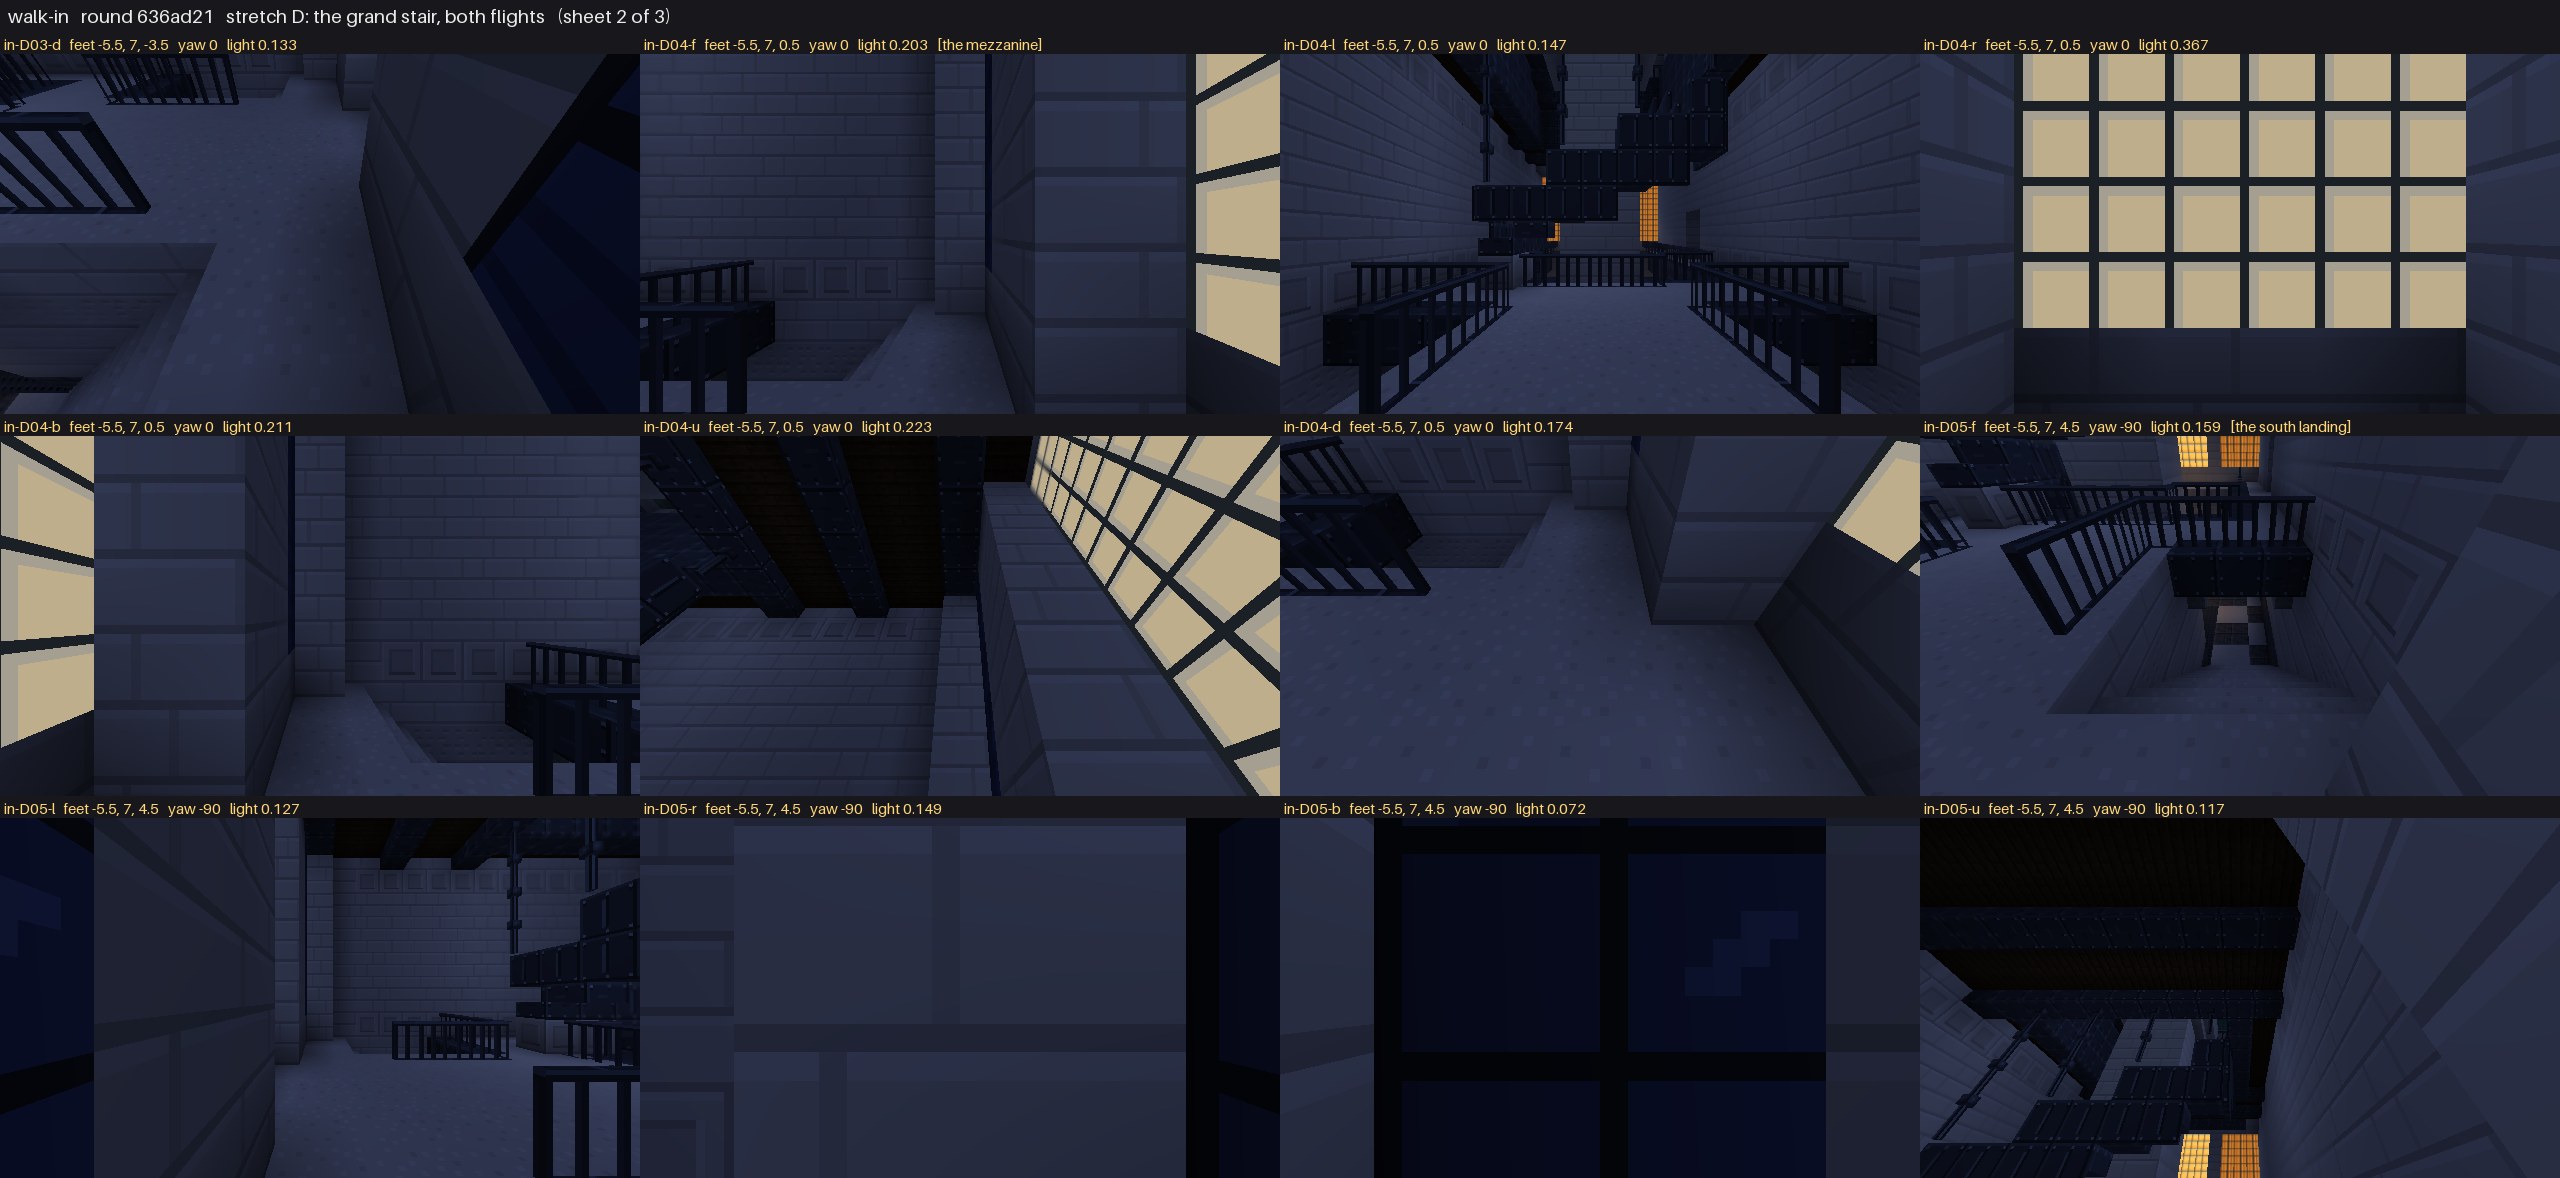 walk-in round 636ad21 stretch D: the grand stair, both flights (sheet 2 of 3)
in-D03-d feet -5.5, 7, -3.5 yaw 0 light 0.133
in-D04-f feet -5.5, 7, 0.5 yaw 0 light 0.203 [the mezzanine]
in-D04-l feet -5.5, 7, 0.5 yaw 0 light 0.147
in-D04-r feet -5.5, 7, 0.5 yaw 0 light 0.367
in-D04-b feet -5.5, 7, 0.5 yaw 0 light 0.211
in-D04-u feet -5.5, 7, 0.5 yaw 0 light 0.223
in-D04-d feet -5.5, 7, 0.5 yaw 0 light 0.174
in-D05-f feet -5.5, 7, 4.5 yaw -90 light 0.159 [the south landing]
in-D05-l feet -5.5, 7, 4.5 yaw -90 light 0.127
in-D05-r feet -5.5, 7, 4.5 yaw -90 light 0.149
in-D05-b feet -5.5, 7, 4.5 yaw -90 light 0.072
in-D05-u feet -5.5, 7, 4.5 yaw -90 light 0.117